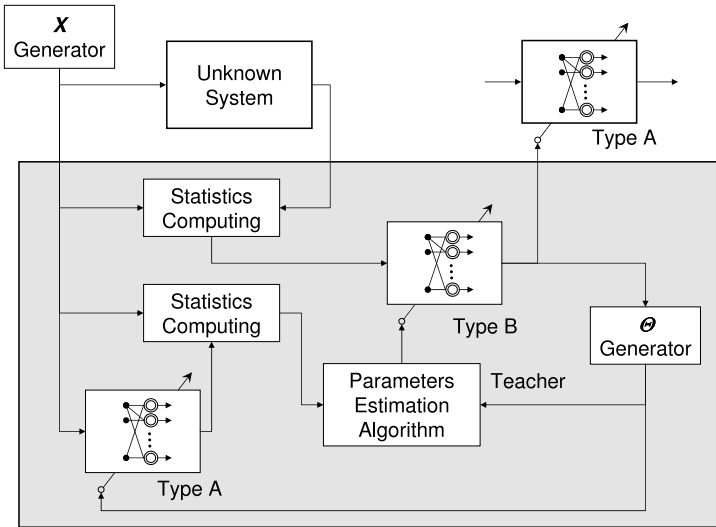 X
Generator
Unknown
System
Type A
Statistics
Computing
Type B
Statistics
Computing
Θ
Generator
Parameters
Estimation
Algorithm
Teacher
Type A